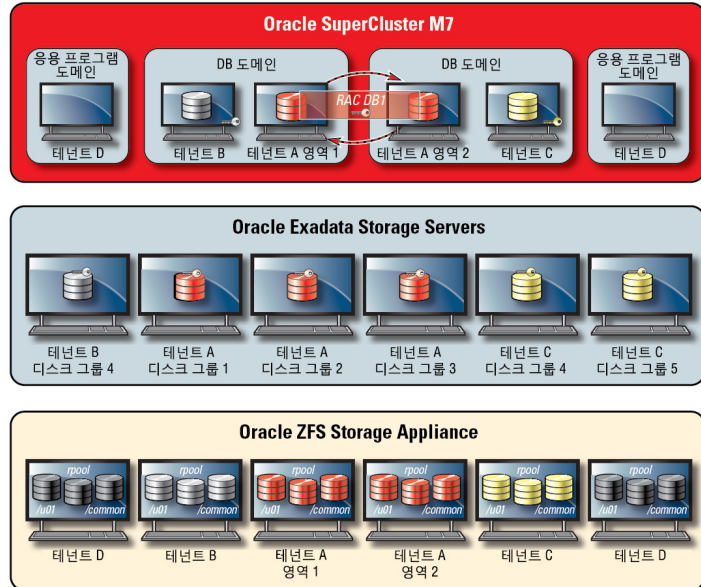 Oracle SuperCluster M7
응용 프로그램
도메인
DB 도메인
DB 도메인
응용 프로그램
도메인
RAC DB1
테넌트 D
테넌트 B
테넌트 A 영역 1
테넌트 A 영역 2
테넌트 C
테넌트 D
Oracle Exadata Storage Servers
테넌트 B
디스크 그룹 4
테넌트 A
디스크 그룹 1
테넌트 A
디스크 그룹 2
테넌트 A
디스크 그룹 3
테넌트 C
디스크 그룹 4
테넌트 C
디스크 그룹 5
Oracle ZFS Storage Appliance
rpool
/u01 /common
rpool
/u01 /common
rpool
/u01 /common
rpool
/u01 /common
rpool
/u01 /common
rpool
/u01 /common
테넌트 D
테넌트 B
테넌트 A
영역 1
테넌트 A
영역 2
테넌트 C
테넌트 D